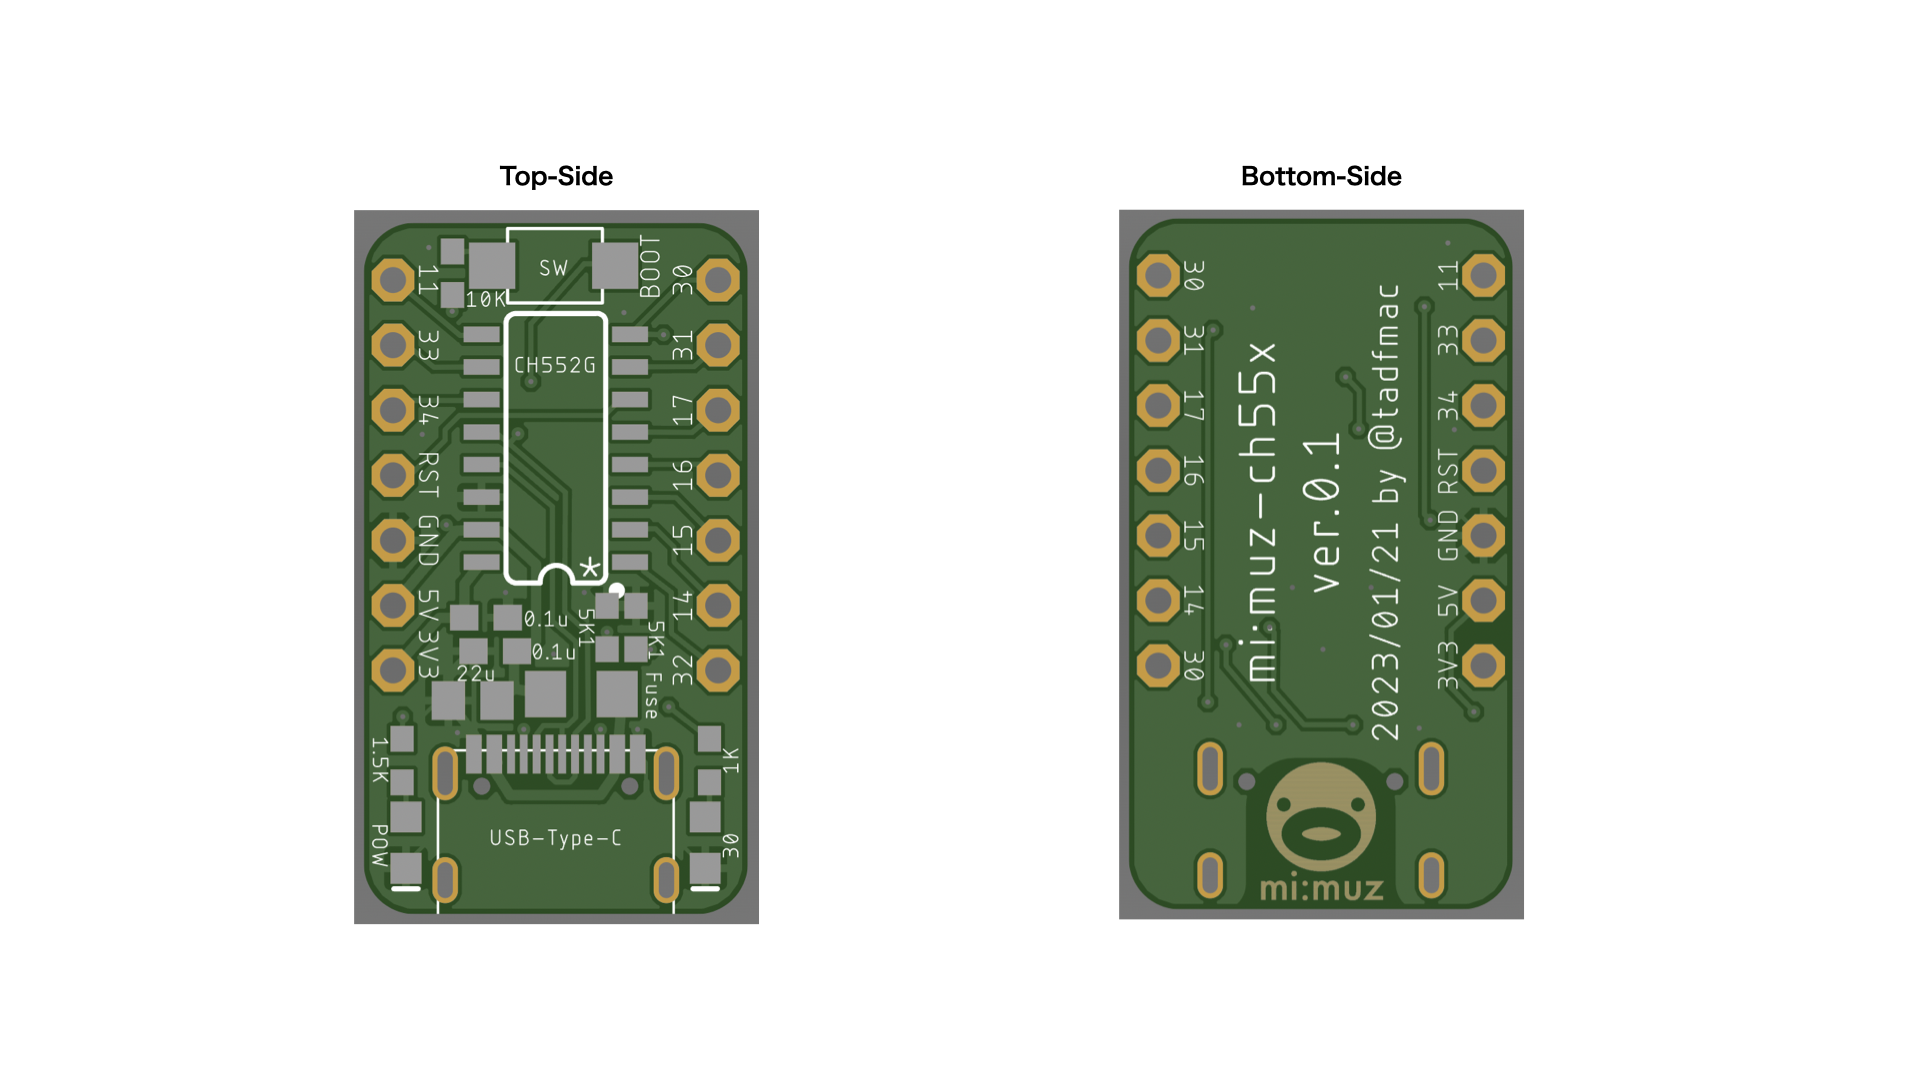 Top-Side
SW
BOOT
10K
11
33
34
RST
GND
5V
3V3
30
31
17
16
15
14
32
CH552G
*
0.1u
0.1u
22u
5K1
5K1
Fuse
1.5K
POW
1K
30
USB-Type-C
Bottom-Side
30
31
17
16
15
14
30
11
33
34
RST
GND
5V
3V3
mi:muz-ch55x
ver.0.1
2023/01/21 by @tadfmac
mi:muz